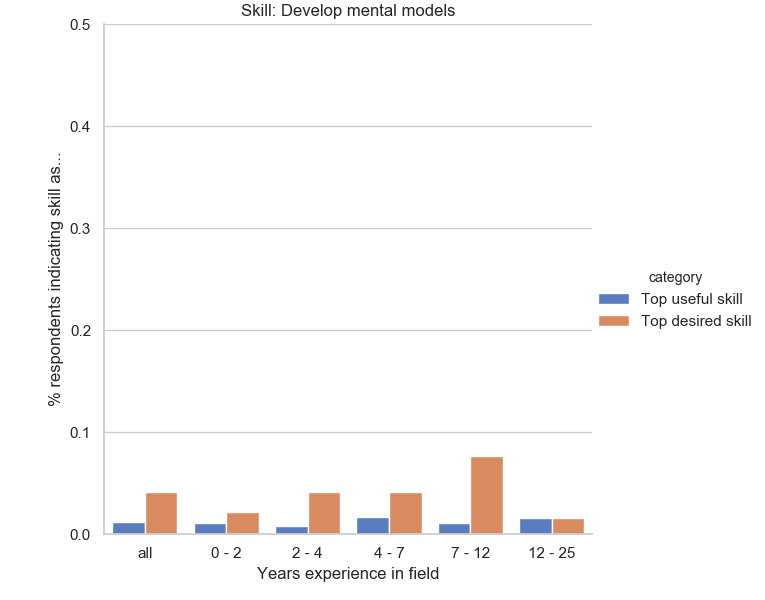 Skill: Develop mental models
0.5
0.4
0.3
0.2
0.1
0.0
% respondents indicating skill as...
all
0 - 2
2 - 4
4 - 7
7 - 12
12 - 25
Years experience in field
category
Top useful skill
Top desired skill